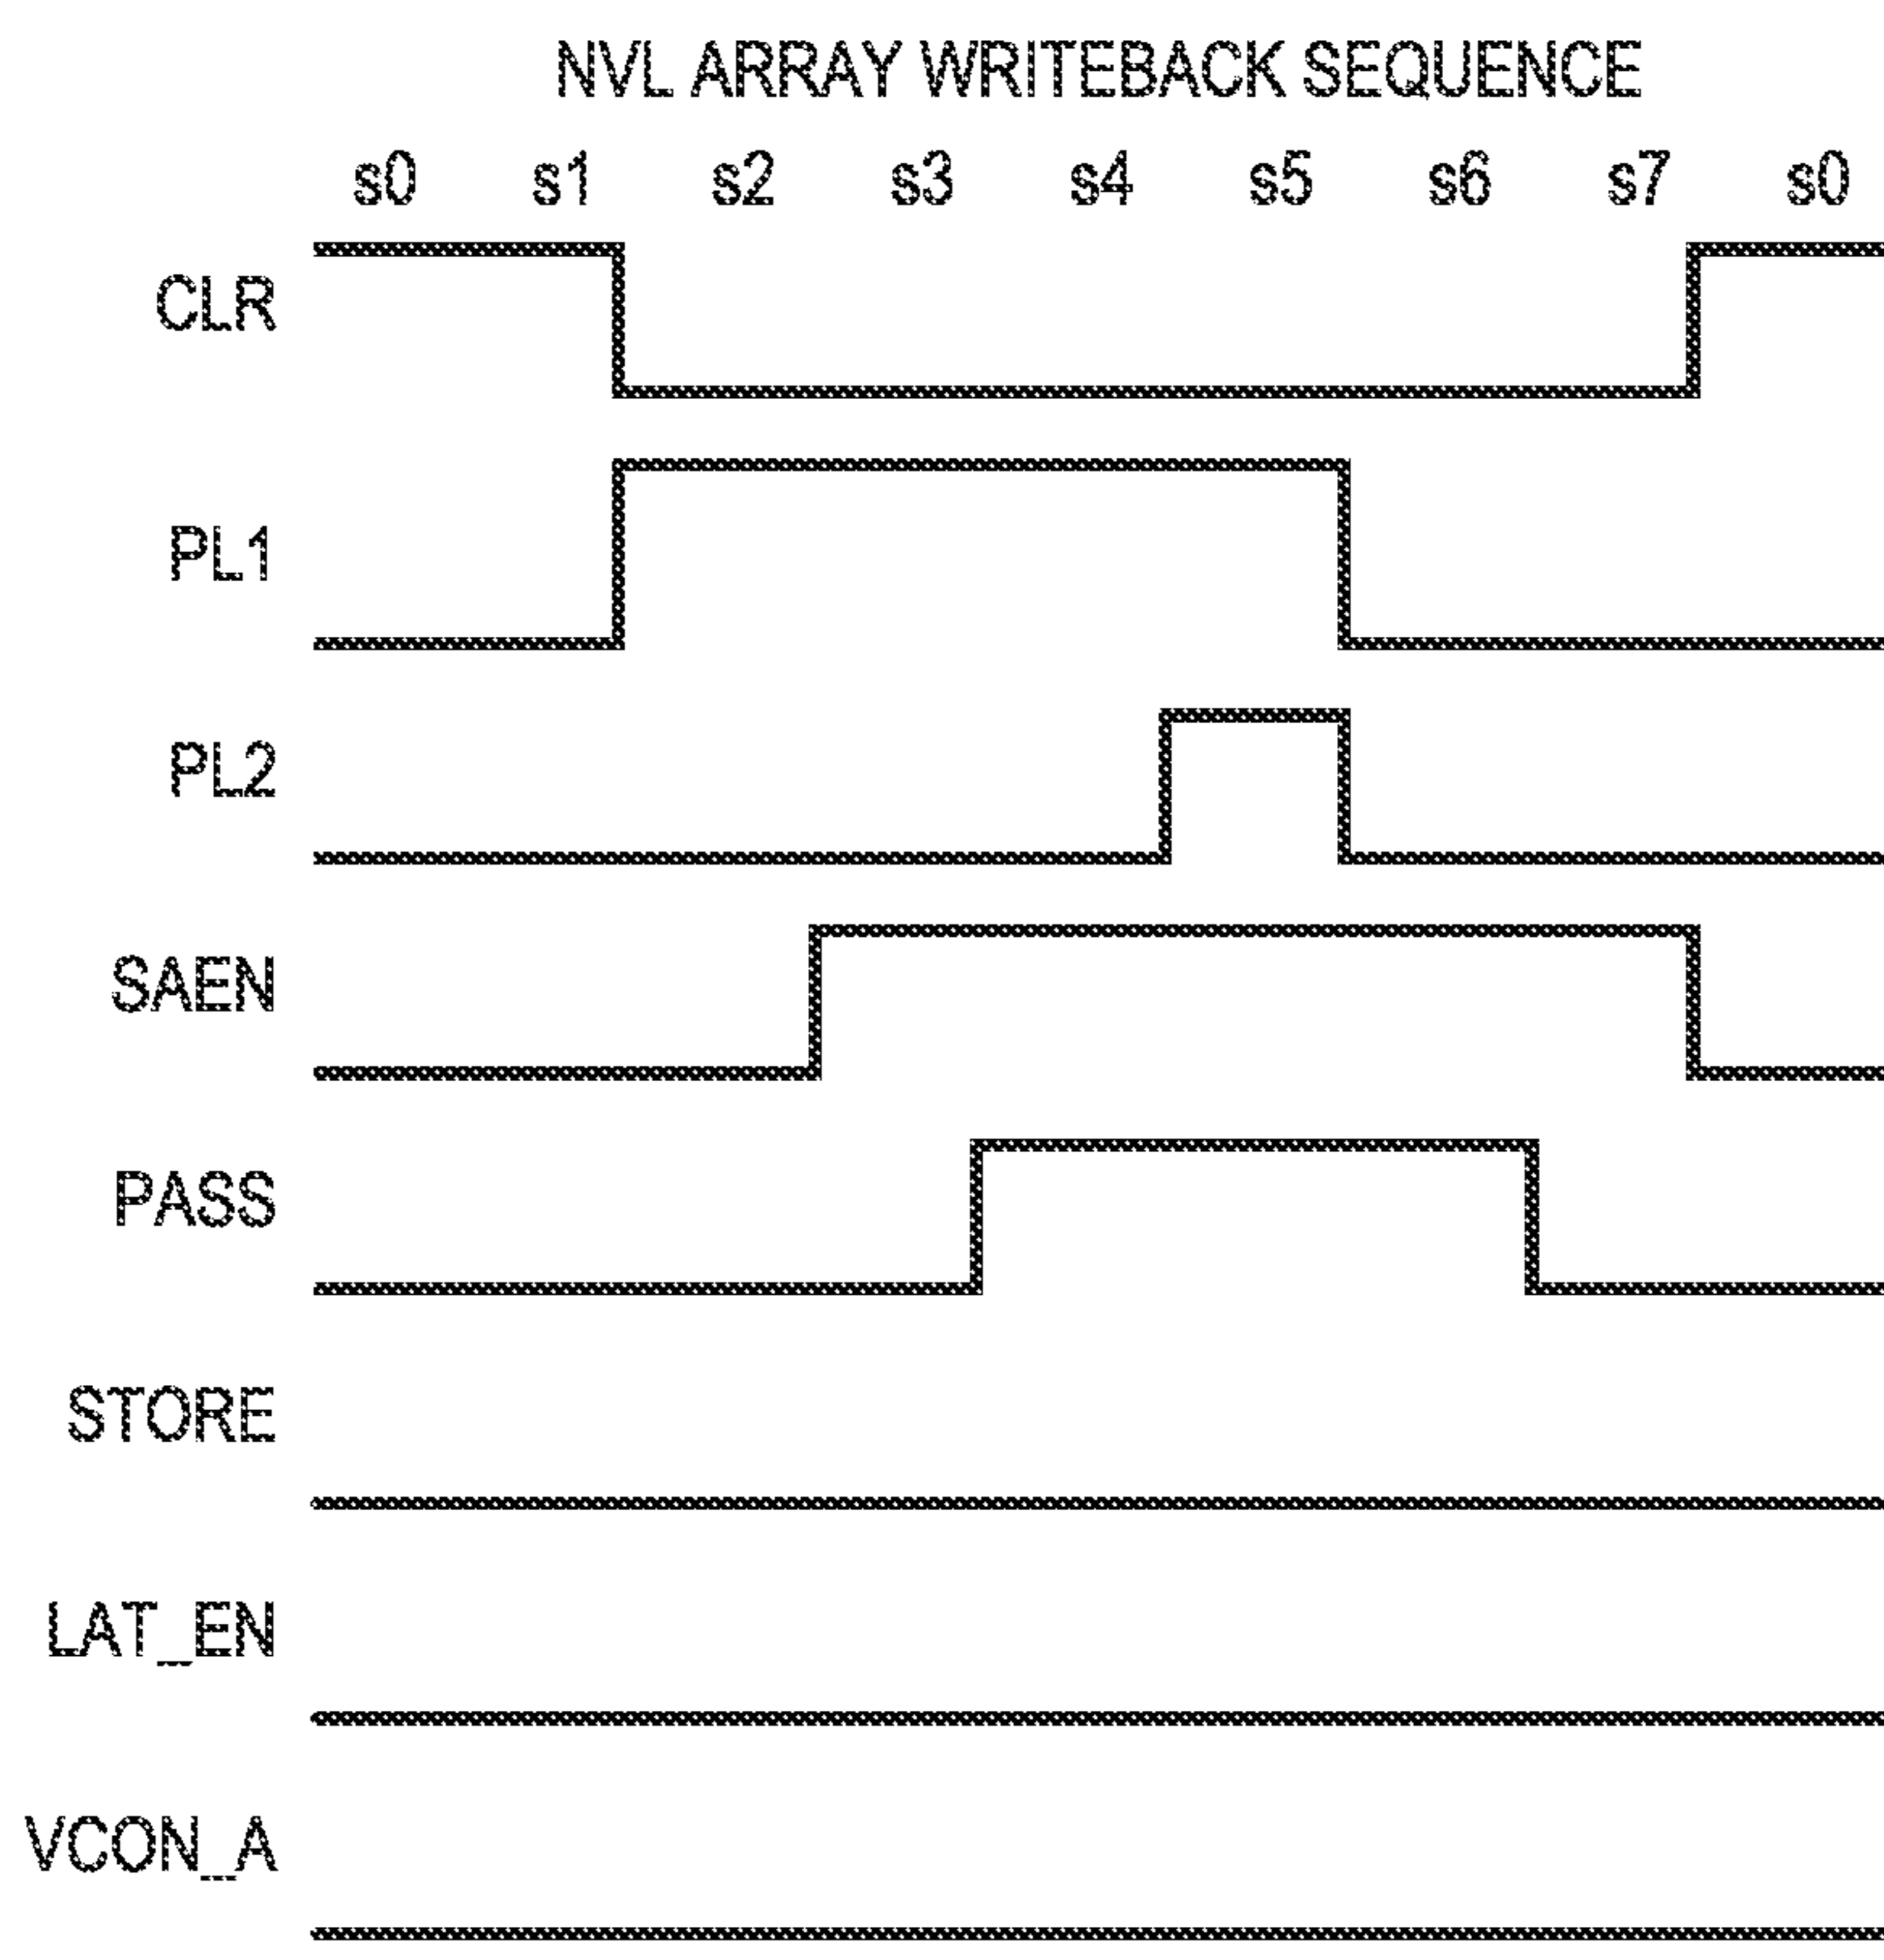 NVL ARRAY WRITEBACK SEQUENCE
s0 s1 s2 s3 s4 s5 s6 s7 s0
CLR
PL1
PL2
SAEN
PASS
STORE
LAT_EN
VCON_A